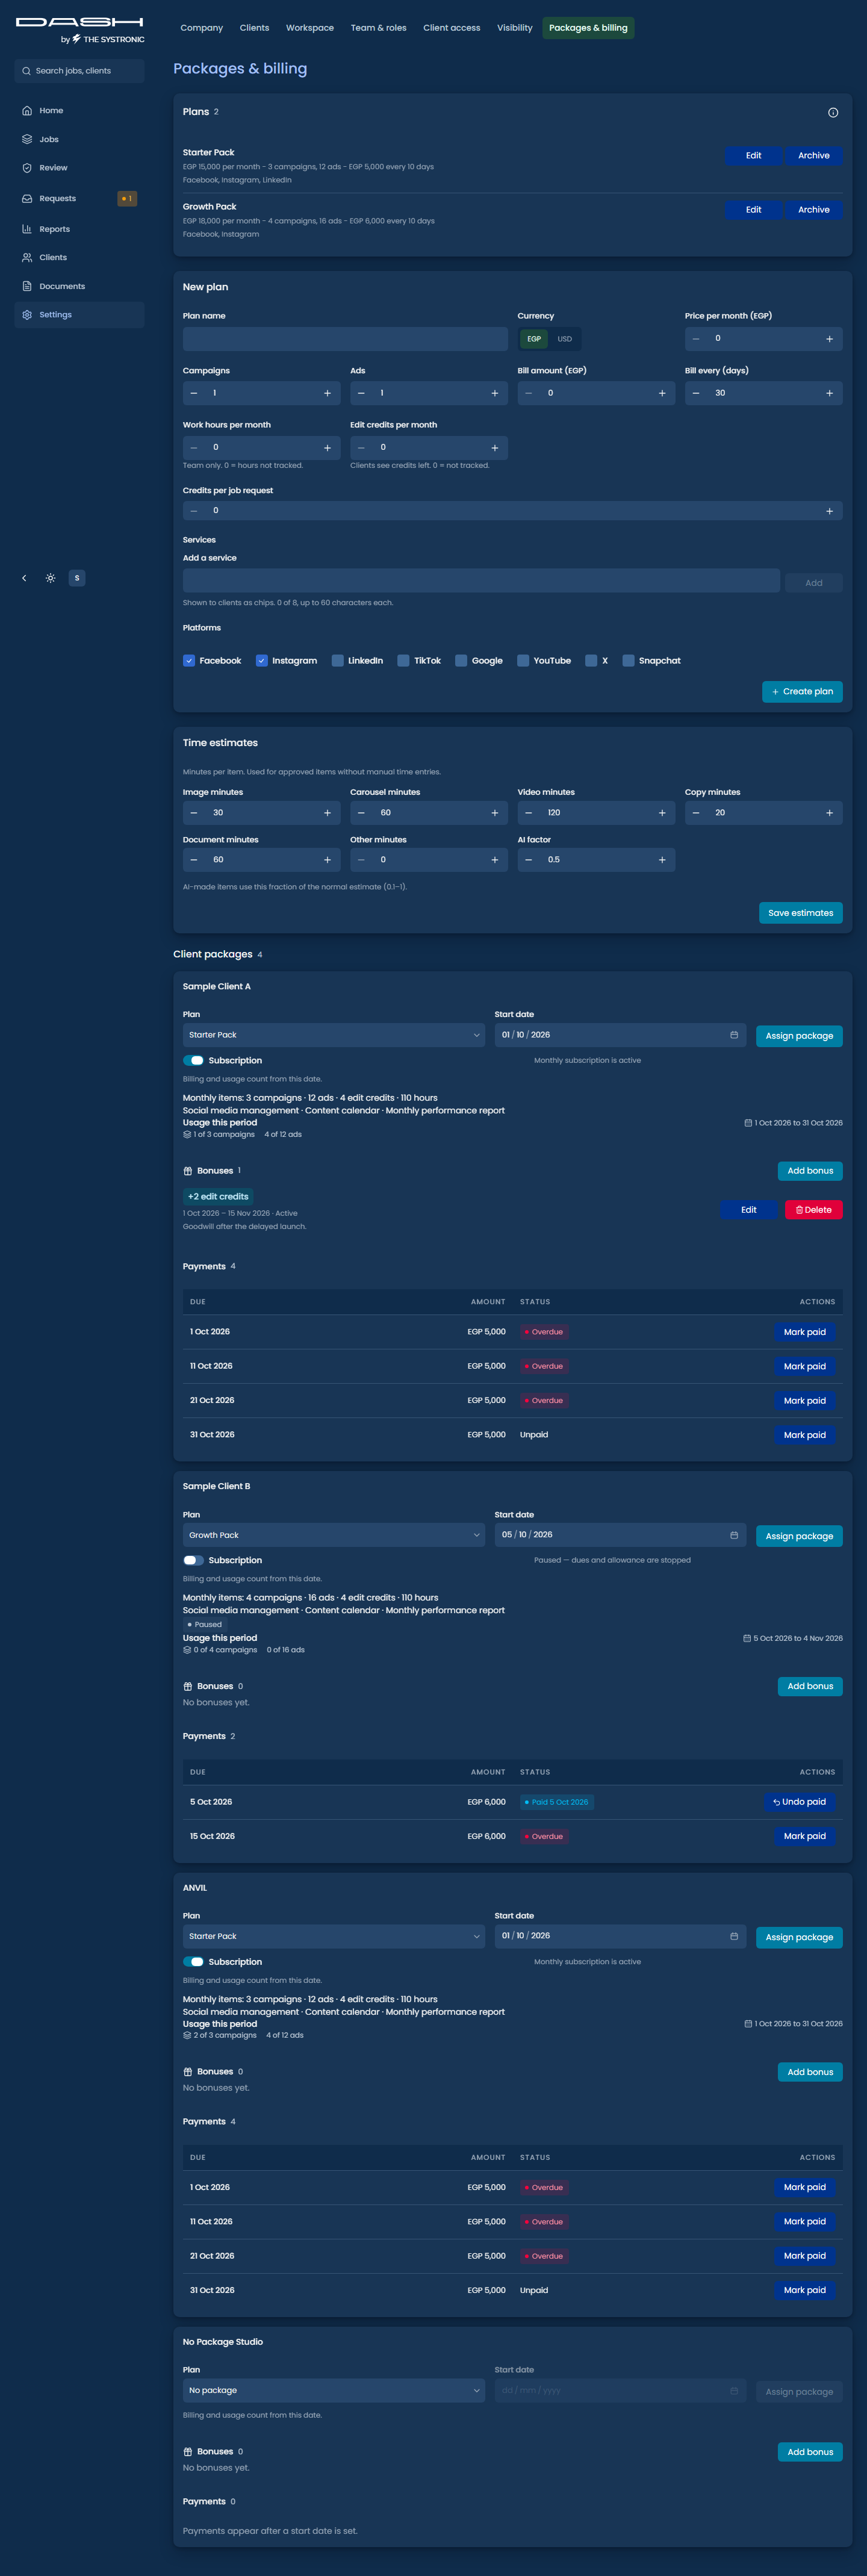 DASH
by THE SYSTRONIC
Search jobs, clients
Home
Jobs
Review
Requests 1
Reports
Clients
Documents
Settings
S
Company Clients Workspace Team & roles Client access Visibility Packages & billing
Packages & billing
Plans 2
Starter Pack
EGP 15,000 per month - 3 campaigns, 12 ads - EGP 5,000 every 10 days
Facebook, Instagram, LinkedIn
Edit Archive
Growth Pack
EGP 18,000 per month - 4 campaigns, 16 ads - EGP 6,000 every 10 days
Facebook, Instagram
Edit Archive
New plan
Plan name Currency Price per month (EGP)
EGP USD 0
Campaigns Ads Bill amount (EGP) Bill every (days)
1 1 0 30
Work hours per month Edit credits per month
0 0
Team only. 0 = hours not tracked. Clients see credits left. 0 = not tracked.
Credits per job request
0
Services
Add a service
Add
Shown to clients as chips. 0 of 8, up to 60 characters each.
Platforms
Facebook Instagram LinkedIn TikTok Google YouTube X Snapchat
+ Create plan
Time estimates
Minutes per item. Used for approved items without manual time entries.
Image minutes Carousel minutes Video minutes Copy minutes
30 60 120 20
Document minutes Other minutes AI factor
60 0 0.5
AI-made items use this fraction of the normal estimate (0.1–1).
Save estimates
Client packages 4
Sample Client A
Plan Start date
Starter Pack 01 / 10 / 2026 Assign package
Subscription Monthly subscription is active
Billing and usage count from this date.
Monthly items: 3 campaigns · 12 ads · 4 edit credits · 110 hours
Social media management · Content calendar · Monthly performance report
Usage this period 1 Oct 2026 to 31 Oct 2026
1 of 3 campaigns 4 of 12 ads
Bonuses 1 Add bonus
+2 edit credits
1 Oct 2026 – 15 Nov 2026 · Active
Goodwill after the delayed launch.
Edit Delete
Payments 4
DUE AMOUNT STATUS ACTIONS
1 Oct 2026 EGP 5,000 Overdue Mark paid
11 Oct 2026 EGP 5,000 Overdue Mark paid
21 Oct 2026 EGP 5,000 Overdue Mark paid
31 Oct 2026 EGP 5,000 Unpaid Mark paid
Sample Client B
Plan Start date
Growth Pack 05 / 10 / 2026 Assign package
Subscription Paused — dues and allowance are stopped
Billing and usage count from this date.
Monthly items: 4 campaigns · 16 ads · 4 edit credits · 110 hours
Social media management · Content calendar · Monthly performance report
Paused
Usage this period 5 Oct 2026 to 4 Nov 2026
0 of 4 campaigns 0 of 16 ads
Bonuses 0 Add bonus
No bonuses yet.
Payments 2
DUE AMOUNT STATUS ACTIONS
5 Oct 2026 EGP 6,000 Paid 5 Oct 2026 Undo paid
15 Oct 2026 EGP 6,000 Overdue Mark paid
ANVIL
Plan Start date
Starter Pack 01 / 10 / 2026 Assign package
Subscription Monthly subscription is active
Billing and usage count from this date.
Monthly items: 3 campaigns · 12 ads · 4 edit credits · 110 hours
Social media management · Content calendar · Monthly performance report
Usage this period 1 Oct 2026 to 31 Oct 2026
2 of 3 campaigns 4 of 12 ads
Bonuses 0 Add bonus
No bonuses yet.
Payments 4
DUE AMOUNT STATUS ACTIONS
1 Oct 2026 EGP 5,000 Overdue Mark paid
11 Oct 2026 EGP 5,000 Overdue Mark paid
21 Oct 2026 EGP 5,000 Overdue Mark paid
31 Oct 2026 EGP 5,000 Unpaid Mark paid
No Package Studio
Plan Start date
No package dd / mm / yyyy Assign package
Billing and usage count from this date.
Bonuses 0 Add bonus
No bonuses yet.
Payments 0
Payments appear after a start date is set.